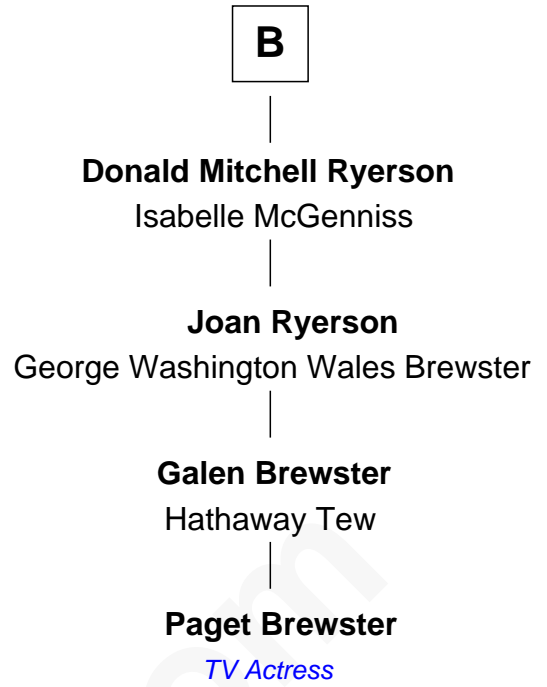 B
Donald Mitchell Ryerson
Isabelle McGenniss
Joan Ryerson
George Washington Wales Brewster
Galen Brewster
Hathaway Tew
Paget Brewster
TV Actress